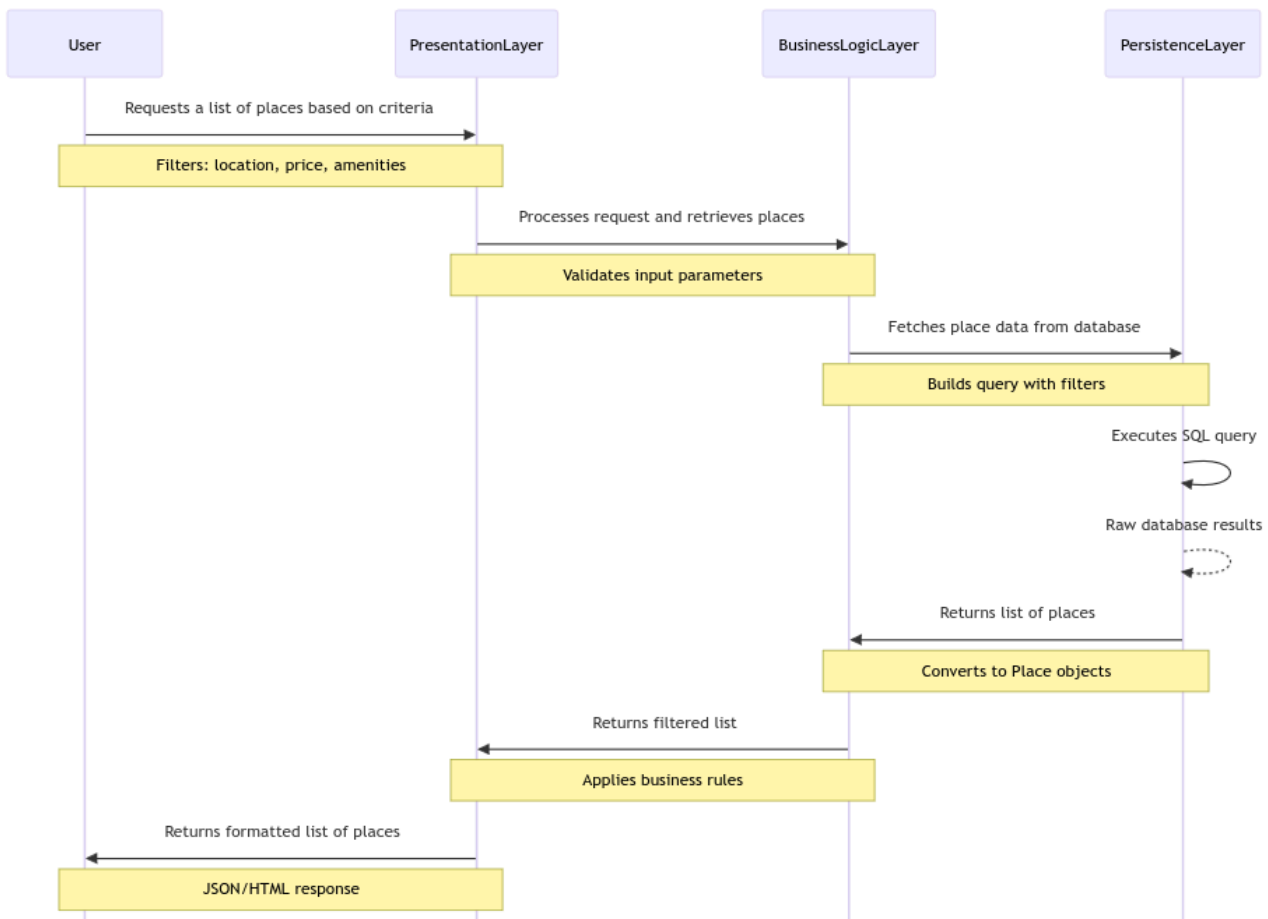 User
PresentationLayer
BusinessLogicLayer
PersistenceLayer
Requests a list of places based on criteria
Filters: location, price, amenities
Processes request and retrieves places
Validates input parameters
Fetches place data from database
Builds query with filters
Executes SQL query
Raw database results
Returns list of places
Converts to Place objects
Returns filtered list
Applies business rules
Returns formatted list of places
JSON/HTML response